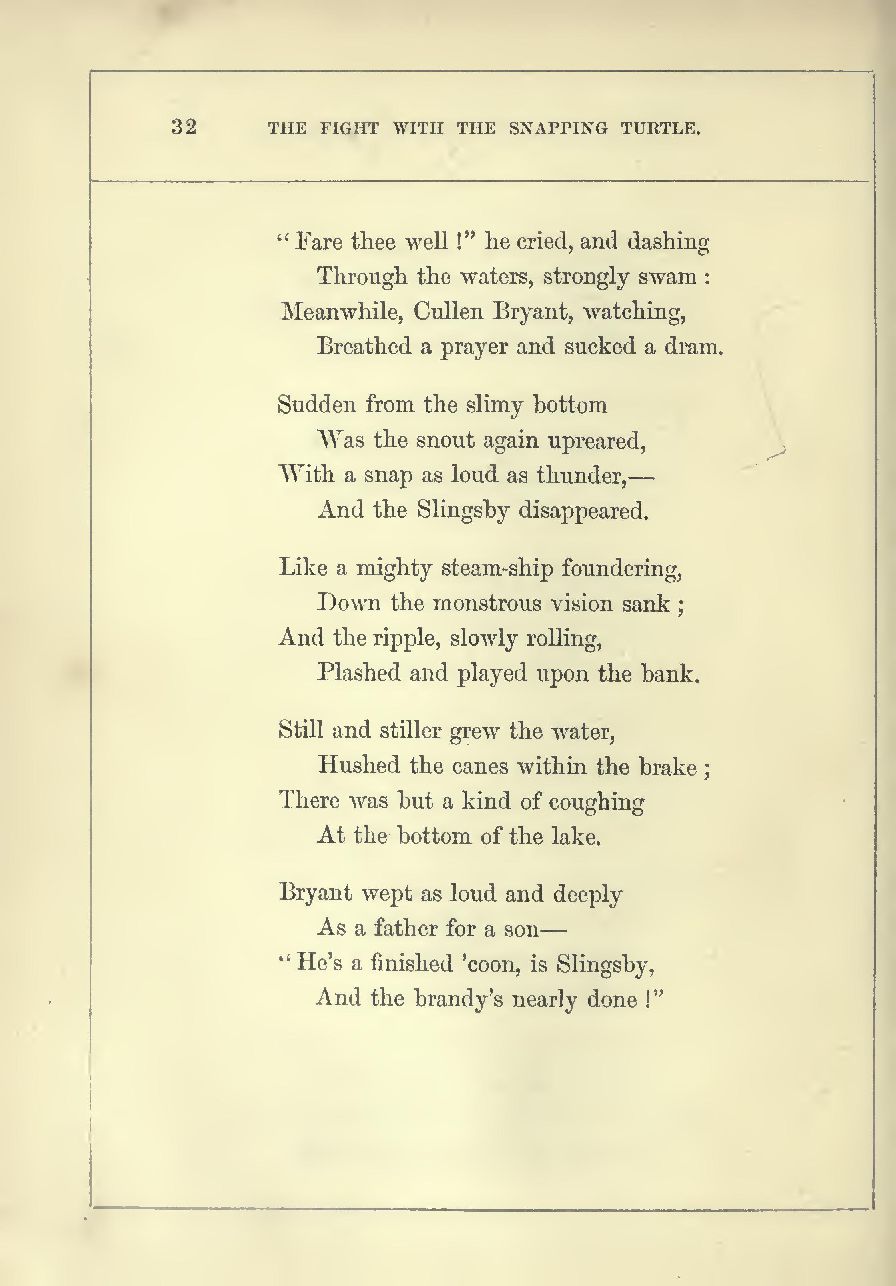 32 THE FIGHT WITH THE SNAPPING TURTLE.
“Fare thee well !” he cried, and dashing
Through the waters, strongly swam :
Meanwhile, Cullen Bryant, watching,
Breathed a prayer and sucked a dram.
Sudden from the slimy bottom
Was the snout again upreared,
With a snap as loud as thunder,—
And the Slingsby disappeared.
Like a mighty steam-ship foundering,
Down the monstrous vision sank ;
And the ripple, slowly rolling,
Plashed and played upon the bank.
Still and stiller grew the water,
Hushed the canes within the brake ;
There was but a kind of coughing
At the bottom of the lake.
Bryant wept as loud and deeply
As a father for a son—
“He’s a finished ’coon, is Slingsby,
And the brandy’s nearly done !”